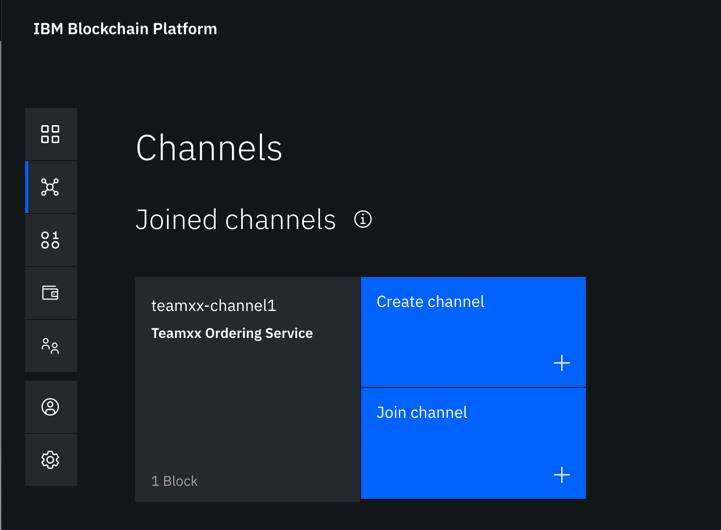 IBM Blockchain Platform
Channels
Joined channels
teamxx-channel1
Teamxx Ordering Service
1 Block
Create channel
Join channel